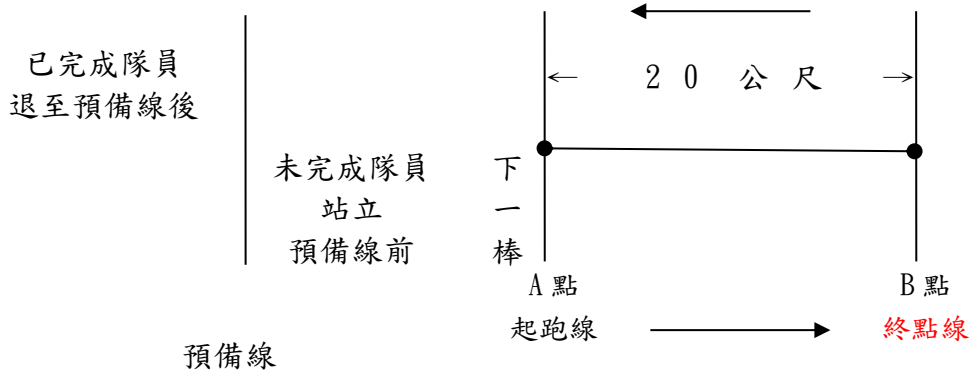 已完成隊員
退至預備線後
← 20 公尺 →
未完成隊員
站立
預備線前
下
一
棒
A點
B點
起跑線
終點線
預備線